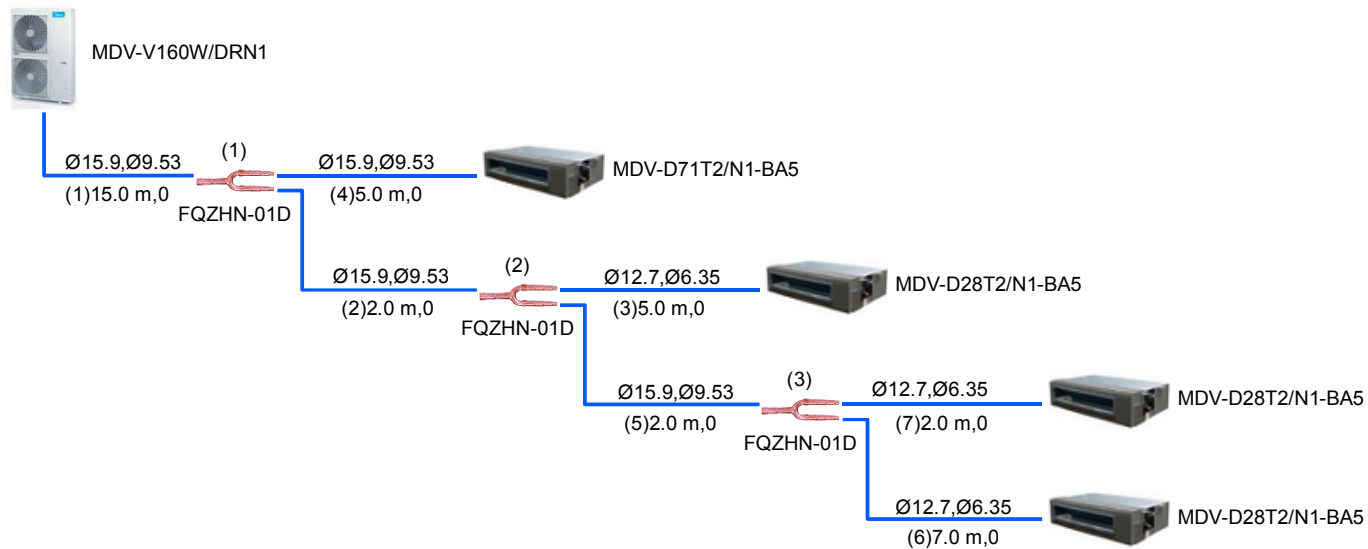 MDV-V160W/DRN1
Ø15.9,Ø9.53
(1)
Ø15.9,Ø9.53
MDV-D71T2/N1-BA5
(1)15.0 m,0
(4)5.0 m,0
FQZHN-01D
Ø15.9,Ø9.53
(2)
Ø12.7,Ø6.35
MDV-D28T2/N1-BA5
(2)2.0 m,0
(3)5.0 m,0
FQZHN-01D
Ø15.9,Ø9.53
(3)
Ø12.7,Ø6.35
MDV-D28T2/N1-BA5
(5)2.0 m,0
(7)2.0 m,0
FQZHN-01D
Ø12.7,Ø6.35
MDV-D28T2/N1-BA5
(6)7.0 m,0